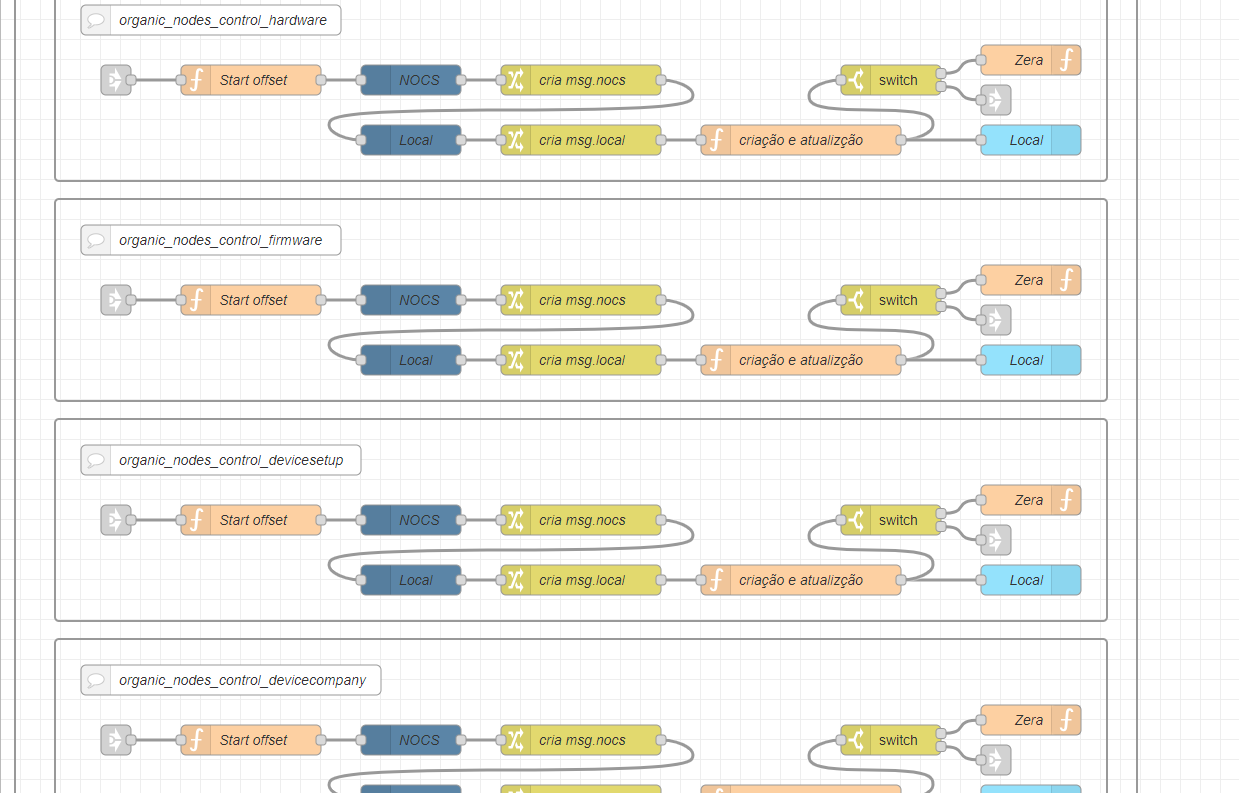 organic_nodes_control_hardware
Start offset NOCS cria msg.nocs switch Zera
Local cria msg.local criação e atualizção Local
organic_nodes_control_firmware
Start offset NOCS cria msg.nocs switch Zera
Local cria msg.local criação e atualizção Local
organic_nodes_control_devicesetup
Start offset NOCS cria msg.nocs switch Zera
Local cria msg.local criação e atualizção Local
organic_nodes_control_devicecompany
Start offset NOCS cria msg.nocs switch Zera